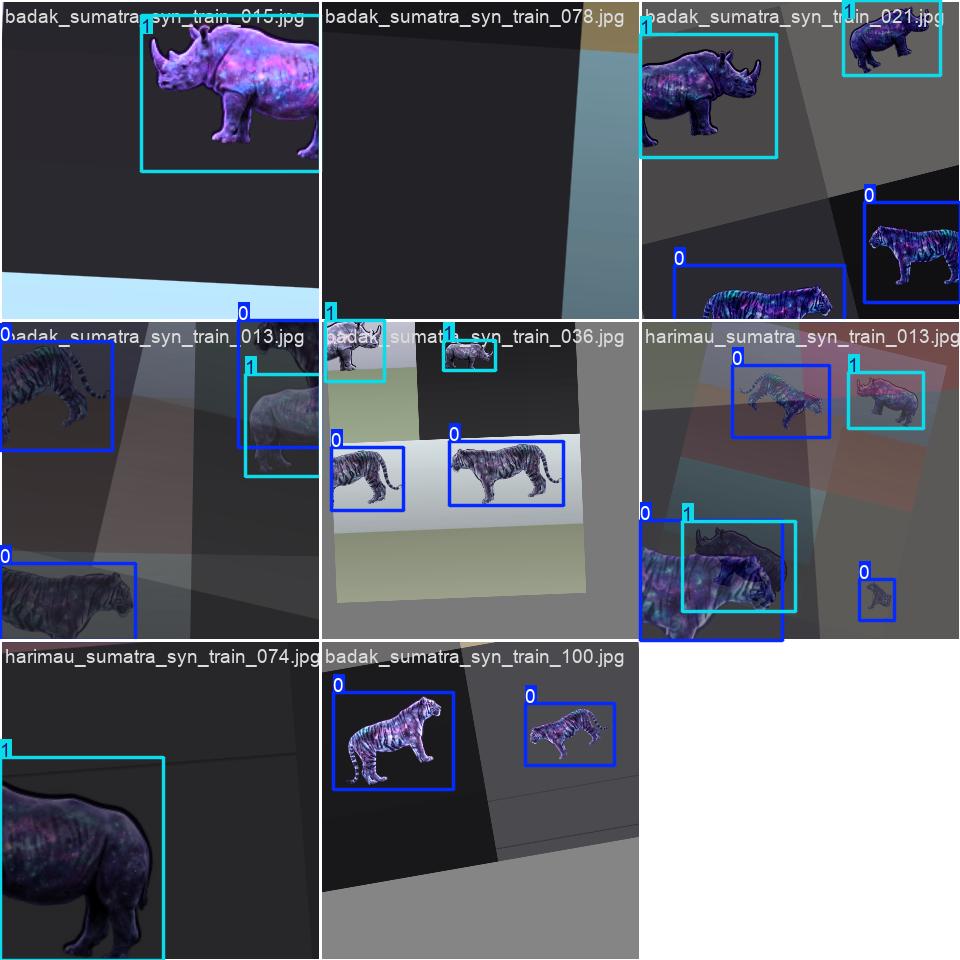 badak_sumatra_syn_train_015.jpg
badak_sumatra_syn_train_078.jpg
badak_sumatra_syn_train_021.jpg
1
1
1
0
0
badak_sumatra_syn_train_013.jpg
badak_sumatra_syn_train_036.jpg
harimau_sumatra_syn_train_013.jpg
0
0
1
0
1
1
0
0
0
1
0
1
0
harimau_sumatra_syn_train_074.jpg
badak_sumatra_syn_train_100.jpg
1
0
0